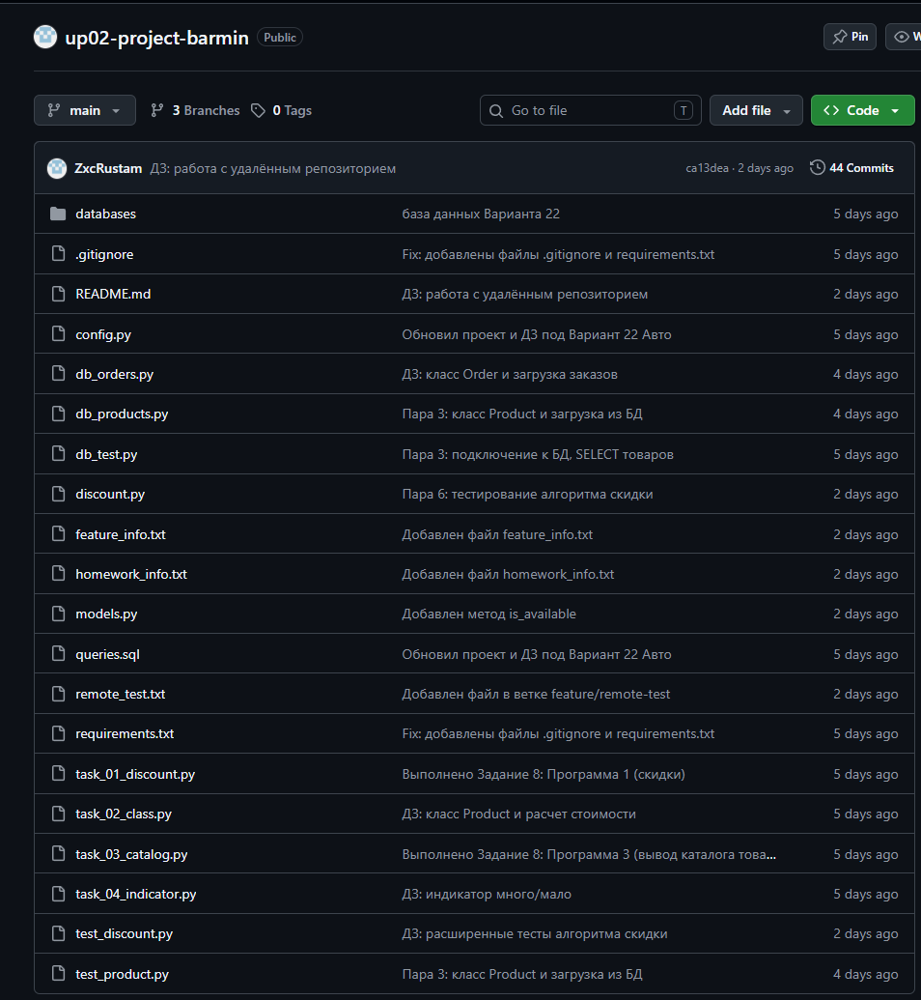 up02-project-barmin Public Pin
main 3 Branches 0 Tags Go to file T Add file Code
ZxcRustam ДЗ: работа с удалённым репозиторием ca13dea · 2 days ago 44 Commits
databases база данных Варианта 22 5 days ago
.gitignore Fix: добавлены файлы .gitignore и requirements.txt 5 days ago
README.md ДЗ: работа с удалённым репозиторием 2 days ago
config.py Обновил проект и ДЗ под Вариант 22 Авто 5 days ago
db_orders.py ДЗ: класс Order и загрузка заказов 4 days ago
db_products.py Пара 3: класс Product и загрузка из БД 4 days ago
db_test.py Пара 3: подключение к БД, SELECT товаров 5 days ago
discount.py Пара 6: тестирование алгоритма скидки 2 days ago
feature_info.txt Добавлен файл feature_info.txt 2 days ago
homework_info.txt Добавлен файл homework_info.txt 2 days ago
models.py Добавлен метод is_available 2 days ago
queries.sql Обновил проект и ДЗ под Вариант 22 Авто 5 days ago
remote_test.txt Добавлен файл в ветке feature/remote-test 2 days ago
requirements.txt Fix: добавлены файлы .gitignore и requirements.txt 5 days ago
task_01_discount.py Выполнено Задание 8: Программа 1 (скидки) 5 days ago
task_02_class.py ДЗ: класс Product и расчет стоимости 5 days ago
task_03_catalog.py Выполнено Задание 8: Программа 3 (вывод каталога това... 5 days ago
task_04_indicator.py ДЗ: индикатор много/мало 5 days ago
test_discount.py ДЗ: расширенные тесты алгоритма скидки 2 days ago
test_product.py Пара 3: класс Product и загрузка из БД 4 days ago